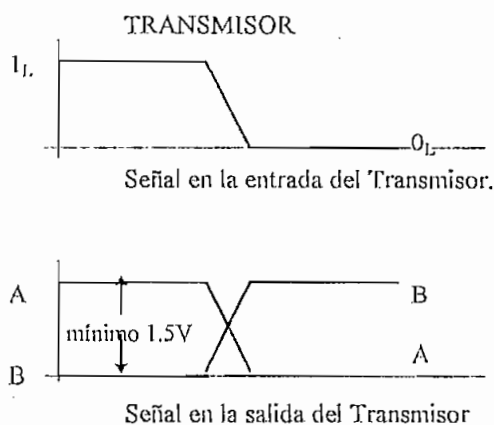 TRANSMISOR
1L
0L
Señal en la entrada del Transmisor.
A
B
mínimo 1.5V
B
A
Señal en la salida del Transmisor